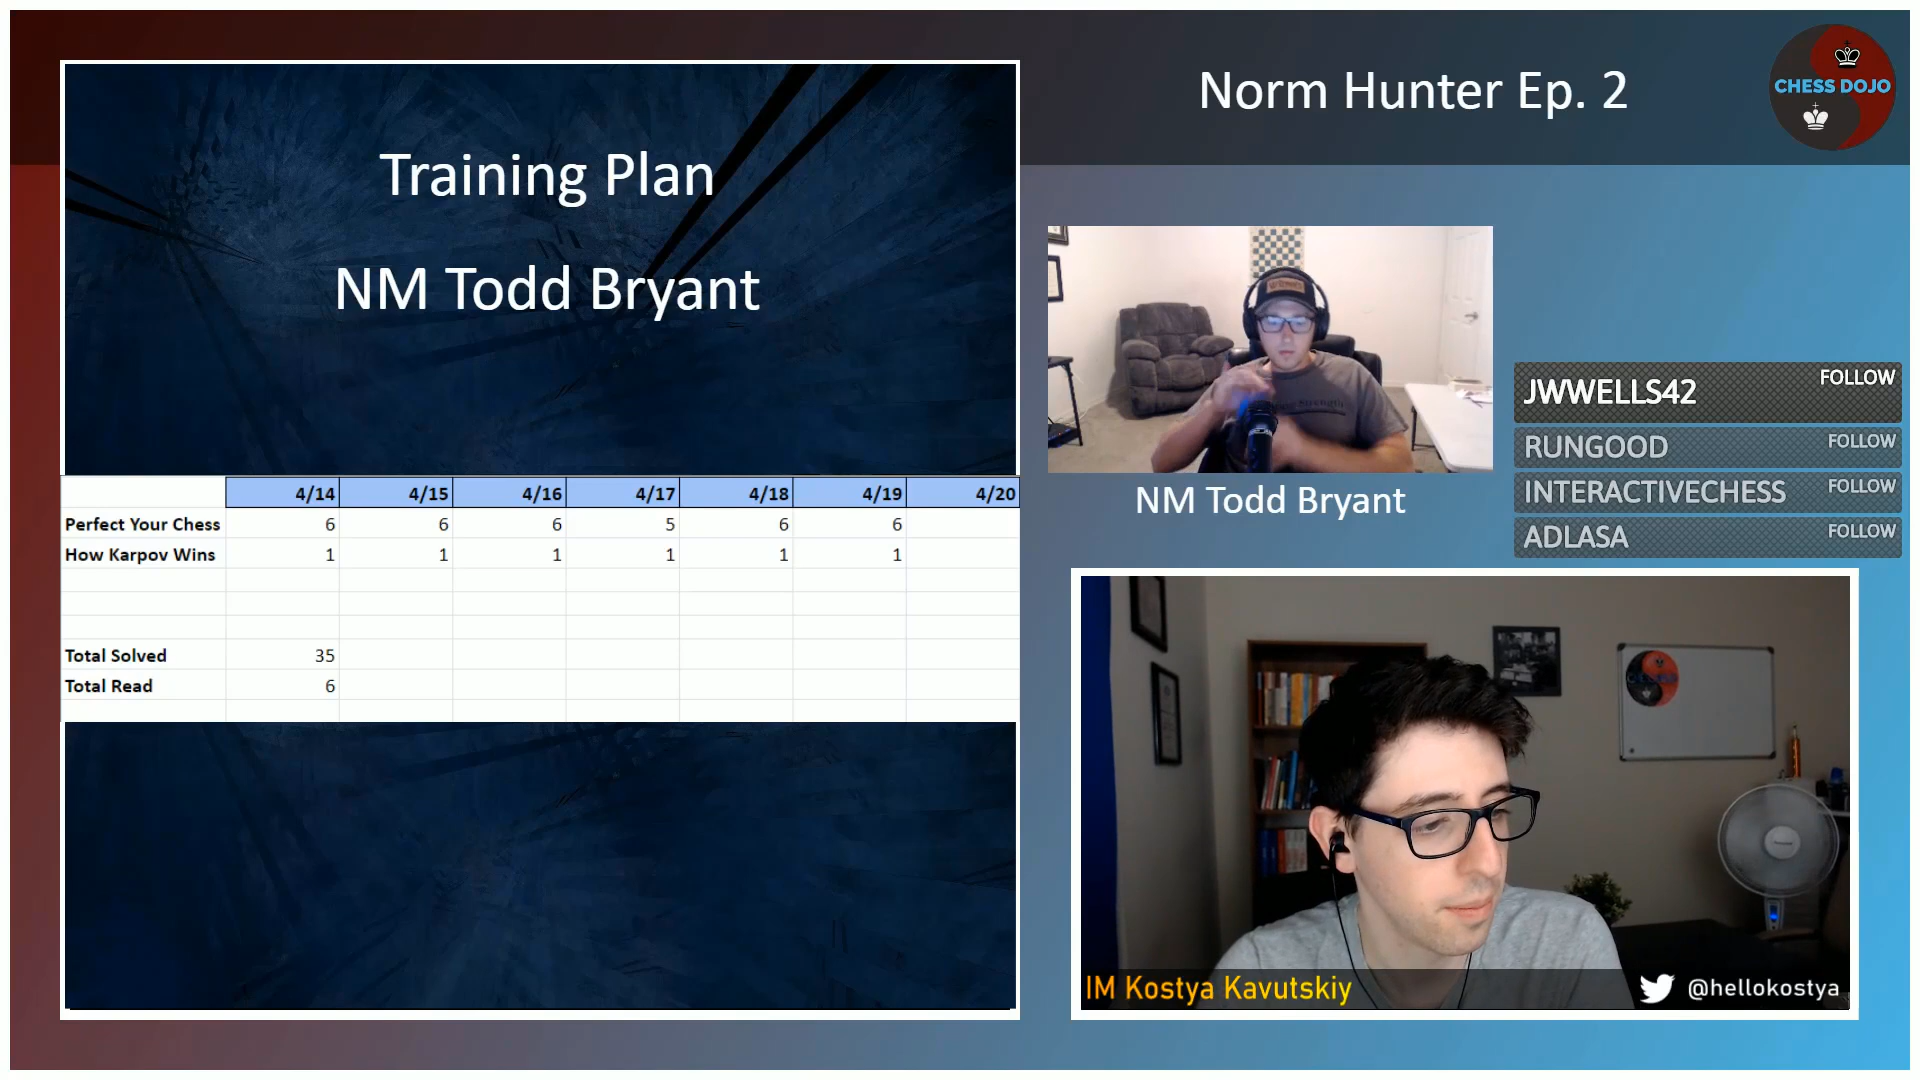 Training Plan
NM Todd Bryant
4/14 4/15 4/16 4/17 4/18 4/19 4/20
Perfect Your Chess 6 6 6 5 6 6
How Karpov Wins 1 1 1 1 1 1
Total Solved 35
Total Read 6
Norm Hunter Ep. 2
CHESS DOJO
NM Todd Bryant
JWWELLS42 FOLLOW
RUNGOOD FOLLOW
INTERACTIVECHESS FOLLOW
ADLASA FOLLOW
IM Kostya Kavutskiy
@hellokostya